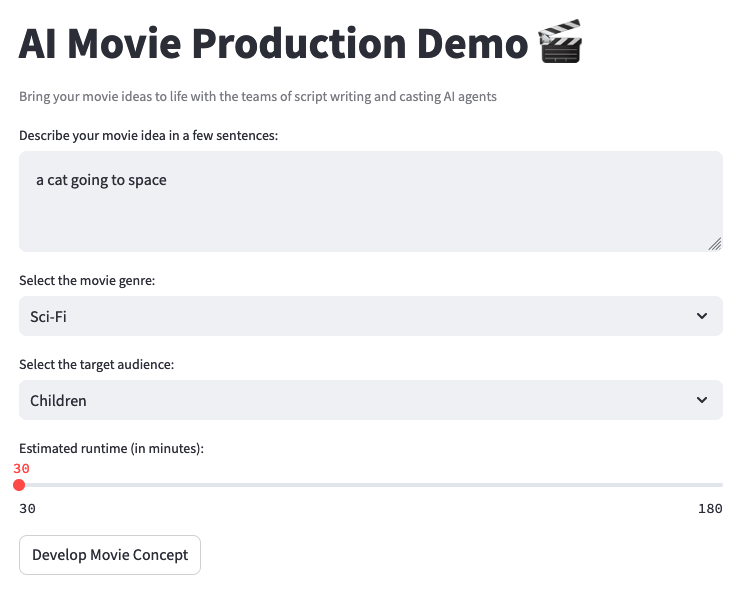 AI Movie Production Demo 🎬
Bring your movie ideas to life with the teams of script writing and casting AI agents
Describe your movie idea in a few sentences:
a cat going to space
Select the movie genre:
Sci-Fi
Select the target audience:
Children
Estimated runtime (in minutes):
30
30 180
Develop Movie Concept